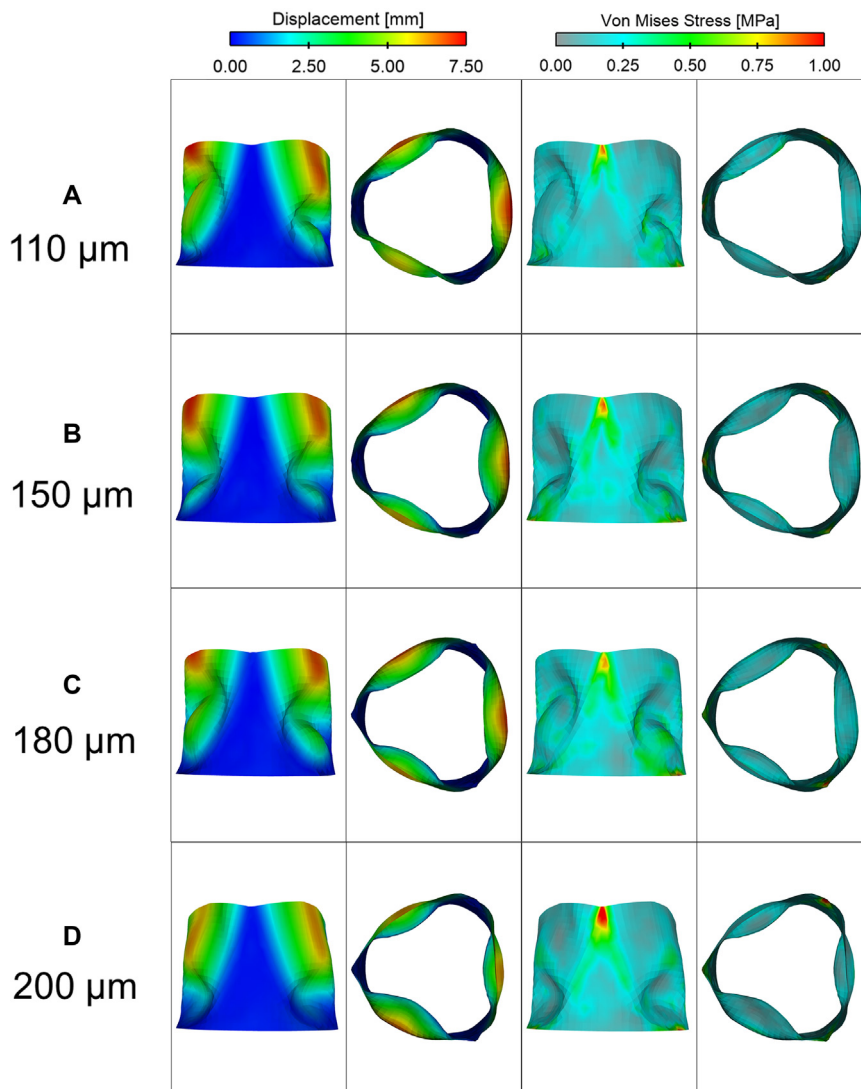 Displacement [mm]
0.00 2.50 5.00 7.50
Von Mises Stress [MPa]
0.00 0.25 0.50 0.75 1.00
A
110 μm
B
150 μm
C
180 μm
D
200 μm